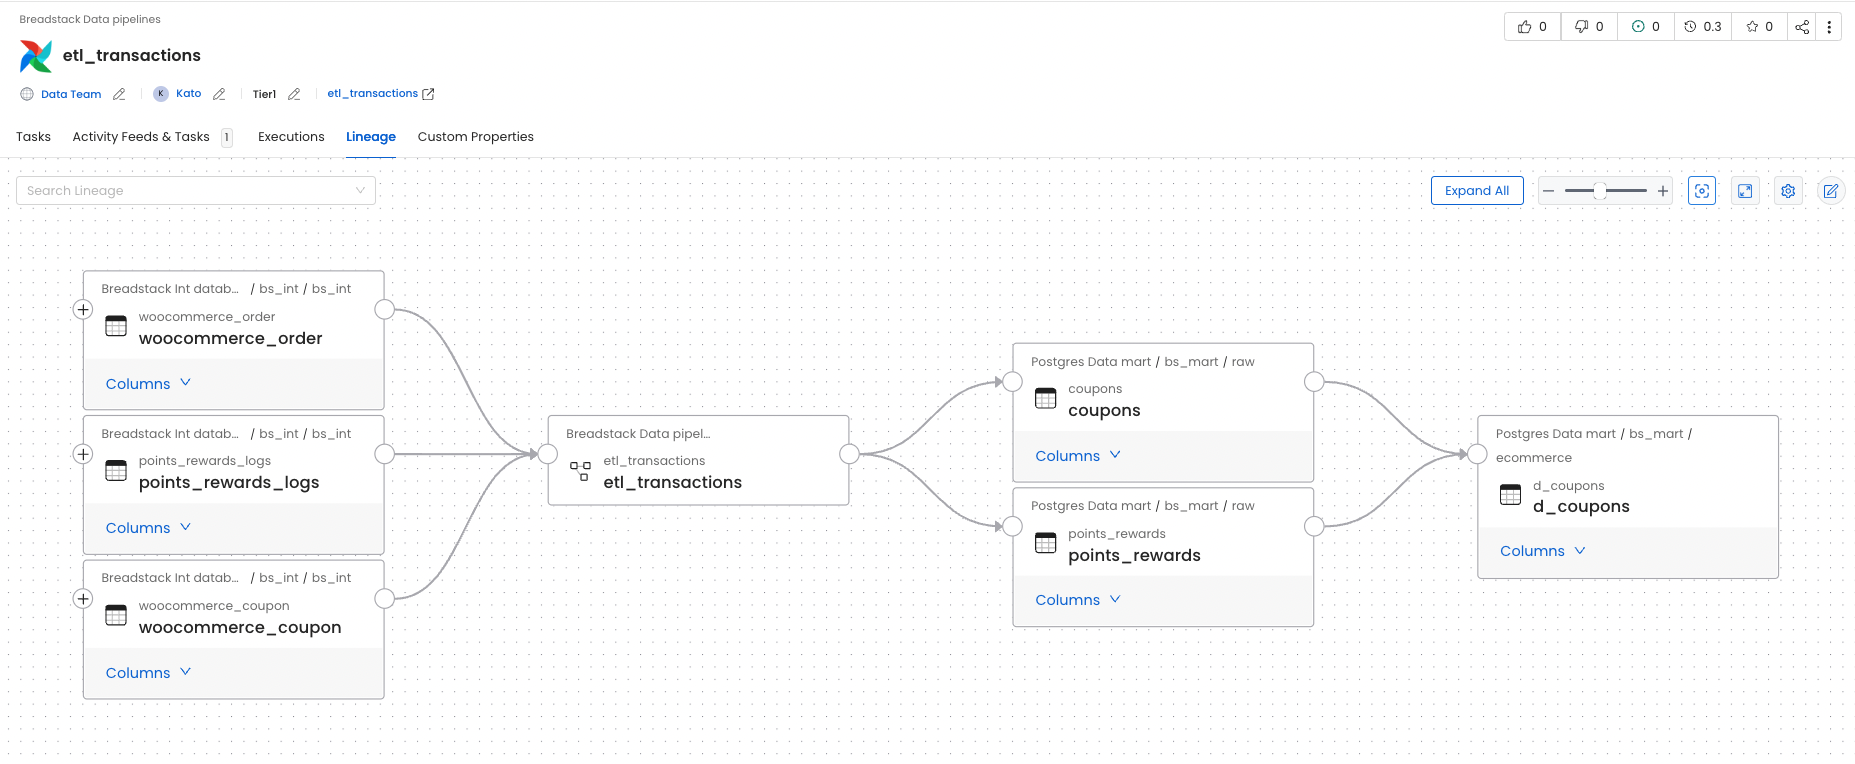 Breadstack Data pipelines
etl_transactions
0 0 0 0.3 0
Data Team K Kato Tier1 etl_transactions
Tasks Activity Feeds & Tasks 1 Executions Lineage Custom Properties
Search Lineage
Expand All
Breadstack Int datab... / bs_int / bs_int
woocommerce_order
woocommerce_order
Columns
Breadstack Int datab... / bs_int / bs_int
points_rewards_logs
points_rewards_logs
Columns
Breadstack Int datab... / bs_int / bs_int
woocommerce_coupon
woocommerce_coupon
Columns
Breadstack Data pipel...
etl_transactions
etl_transactions
Postgres Data mart / bs_mart / raw
coupons
coupons
Columns
Postgres Data mart / bs_mart / raw
points_rewards
points_rewards
Columns
Postgres Data mart / bs_mart /
ecommerce
d_coupons
d_coupons
Columns